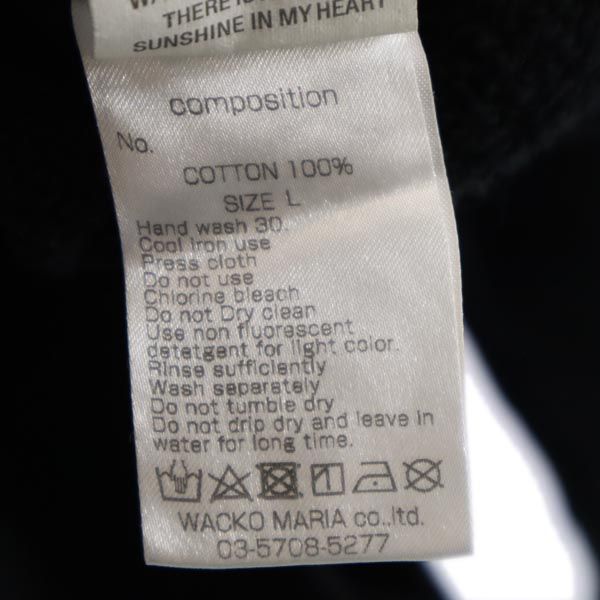 THERE
SUNSHINE IN MY HEART
composition
No.
COTTON 100%
SIZE L
Hand wash 30.
Cool iron use
Press cloth
Do not use
Chlorine bleach
Do not Dry clean
Use non fluorescent
detetgent for light color.
Rinse sufficiently
Wash separately
Do not tumble dry
Do not drip dry and leave in
water for long time.
WACKO MARIA co.,ltd.
03-5708-5277